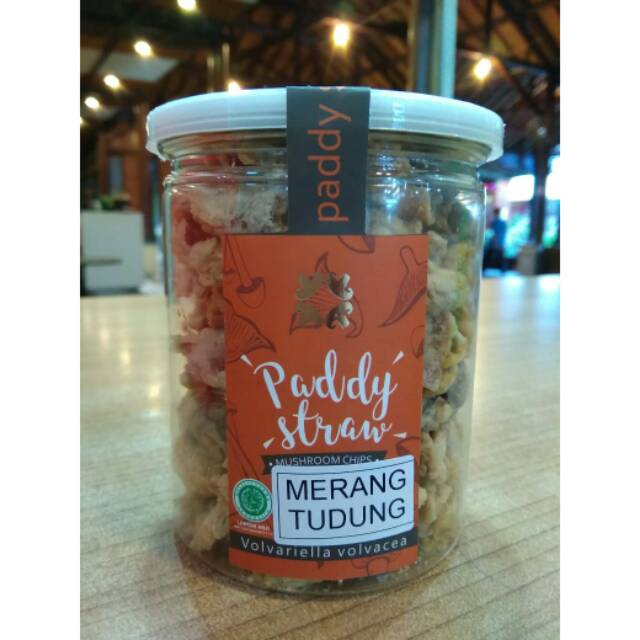 paddy s
Paddy
straw
• MUSHROOM CHIPS •
MERANG
TUDUNG
Volvariella volvacea